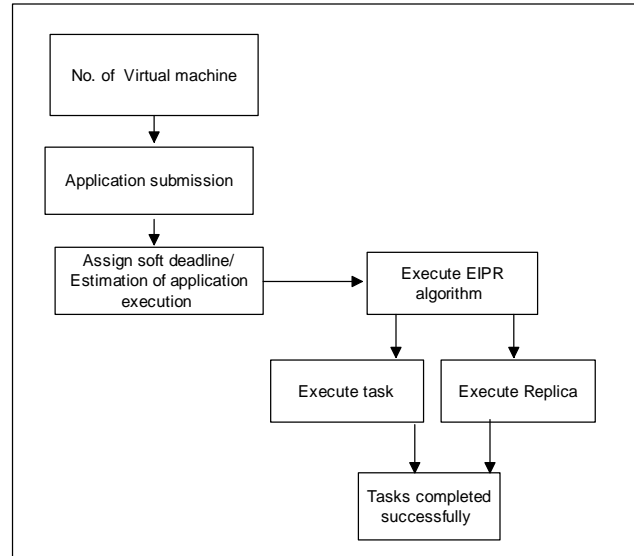 No. of Virtual machine
Application submission
Assign soft deadline/
Estimation of application
execution
Execute EIPR
algorithm
Execute task
Execute Replica
Tasks completed
successfully